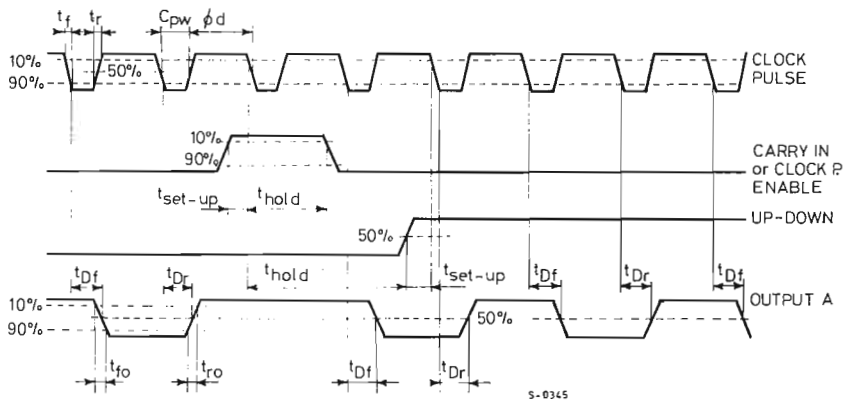 tf tr Cpw ϕd
10% 50% CLOCK
90% PULSE
10%
90%
CARRY IN
or CLOCK P.
ENABLE
tset-up thold
50% UP-DOWN
tDf tDr thold tset-up tDf tDr tDf
10% OUTPUT A
90% 50%
tfo tro tDf tDr
S-0345